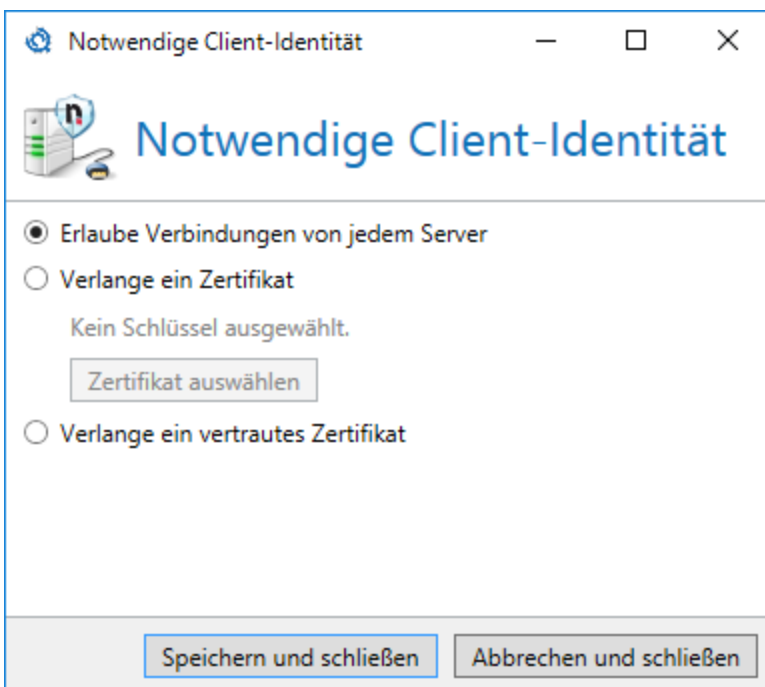 Notwendige Client-Identität
n
Notwendige Client-Identität
Erlaube Verbindungen von jedem Server
Verlange ein Zertifikat
Kein Schlüssel ausgewählt.
Zertifikat auswählen
Verlange ein vertrautes Zertifikat
Speichern und schließen
Abbrechen und schließen